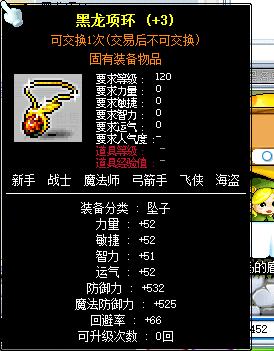 黑龙项环 (+3)
可交换1次(交易后不可交换)
固有装备物品
要求等级: 120
要求力量: 0
要求敏捷: 0
要求智力: 0
要求运气: 0
要求人气度: -
道具等级: -
道具经验值: -
新手 战士 魔法师 弓箭手 飞侠 海盗
装备分类 : 坠子
力量 : +52
敏捷 : +52
智力 : +51
运气 : +52
防御力 : +532
魔法防御力 : +525
回避率 : +66
可升级次数 : 0回
的盾
452